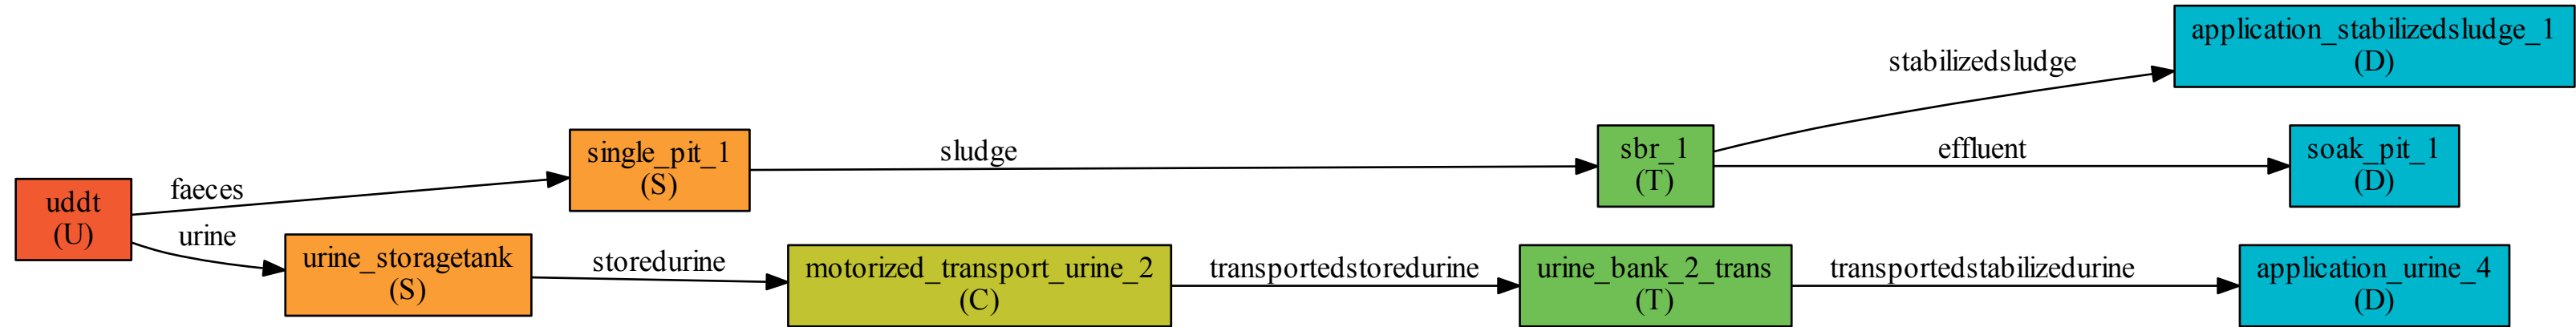 uddt
(U)
faeces
urine
single_pit_1
(S)
urine_storagetank
(S)
sludge
storedurine
motorized_transport_urine_2
(C)
transportedstoredurine
sbr_1
(T)
urine_bank_2_trans
(T)
stabilizedsludge
effluent
transportedstabilizedurine
application_stabilizedsludge_1
(D)
soak_pit_1
(D)
application_urine_4
(D)